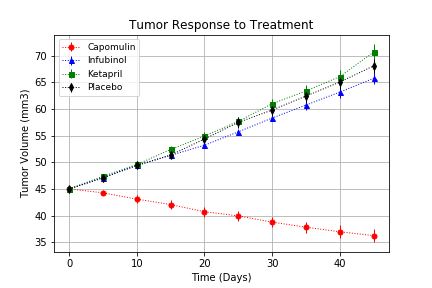 Tumor Response to Treatment
Capomulin
Infubinol
Ketapril
Placebo
Tumor Volume (mm3)
70
65
60
55
50
45
40
35
0 10 20 30 40
Time (Days)